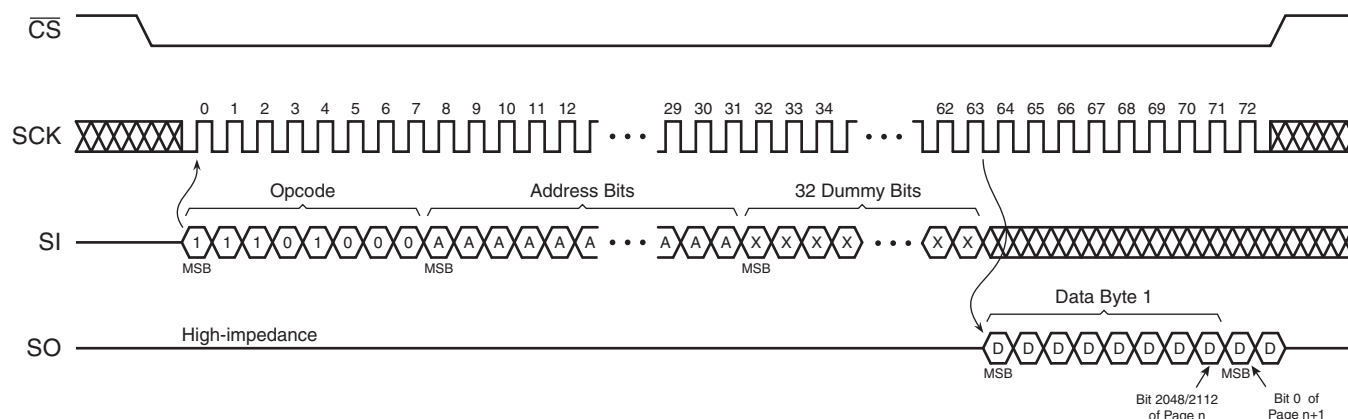 CS
SCK
0 1 2 3 4 5 6 7 8 9 10 11 12 29 30 31 32 33 34 62 63 64 65 66 67 68 69 70 71 72
• • •
• • •
Opcode
Address Bits
32 Dummy Bits
SI
1 1 1 0 1 0 0 0 A A A A A A • • • A A A X X X X • • • X X
MSB
MSB
MSB
Data Byte 1
SO
High-impedance
D D D D D D D D D D
MSB
MSB
Bit 2048/2112
of Page n
Bit 0 of
Page n+1